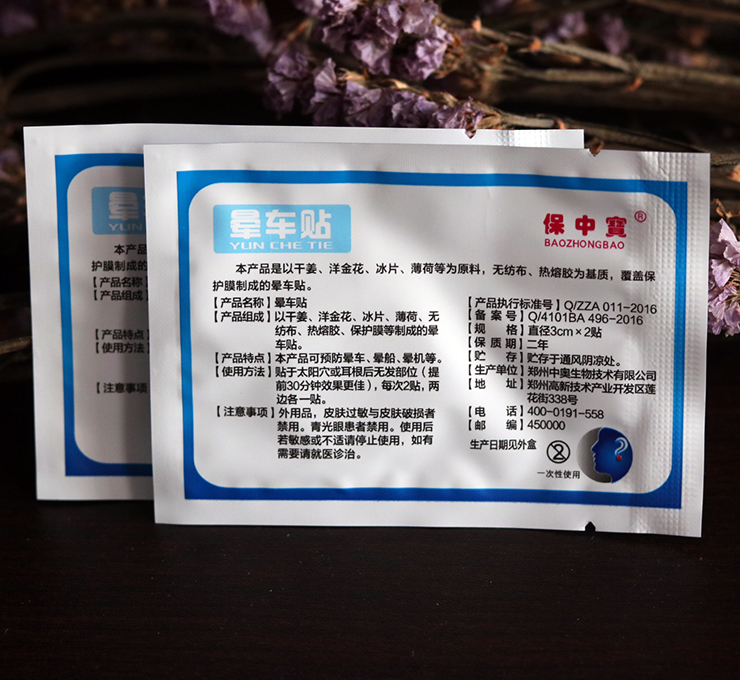 晕车贴
YUN CHE TIE
保中寳®
BAOZHONGBAO
本产品是以干姜、洋金花、冰片、薄荷等为原料，无纺布、热熔胶为基质，覆盖保
护膜制成的晕车贴。
【产品名称】晕车贴
【产品组成】以干姜、洋金花、冰片、薄荷、无
纺布、热熔胶、保护膜等制成的晕
车贴。
【产品特点】本产品可预防晕车、晕船、晕机等。
【使用方法】贴于太阳穴或耳根后无发部位（提
前30分钟效果更佳），每次2贴，两
边各一贴。
【注意事项】外用品，皮肤过敏与皮肤破损者
禁用。青光眼患者禁用。使用后
若敏感或不适请停止使用，如有
需要请就医诊治。
【产品执行标准号】Q/ZZA 011-2016
【备案号】Q/4101BA 496-2016
【规格】直径3cm×2贴
【保质期】二年
【贮存】贮存于通风阴凉处。
【生产单位】郑州中奥生物技术有限公司
【地址】郑州高新技术产业开发区莲
花街338号
【电话】400-0191-558
【邮编】450000
生产日期见外盒
一次性使用
晕车
YUN CH
本产品
护膜制成的
【产品名称】
【产品组成】
【产品特点】
【使用方法】
【注意事项】